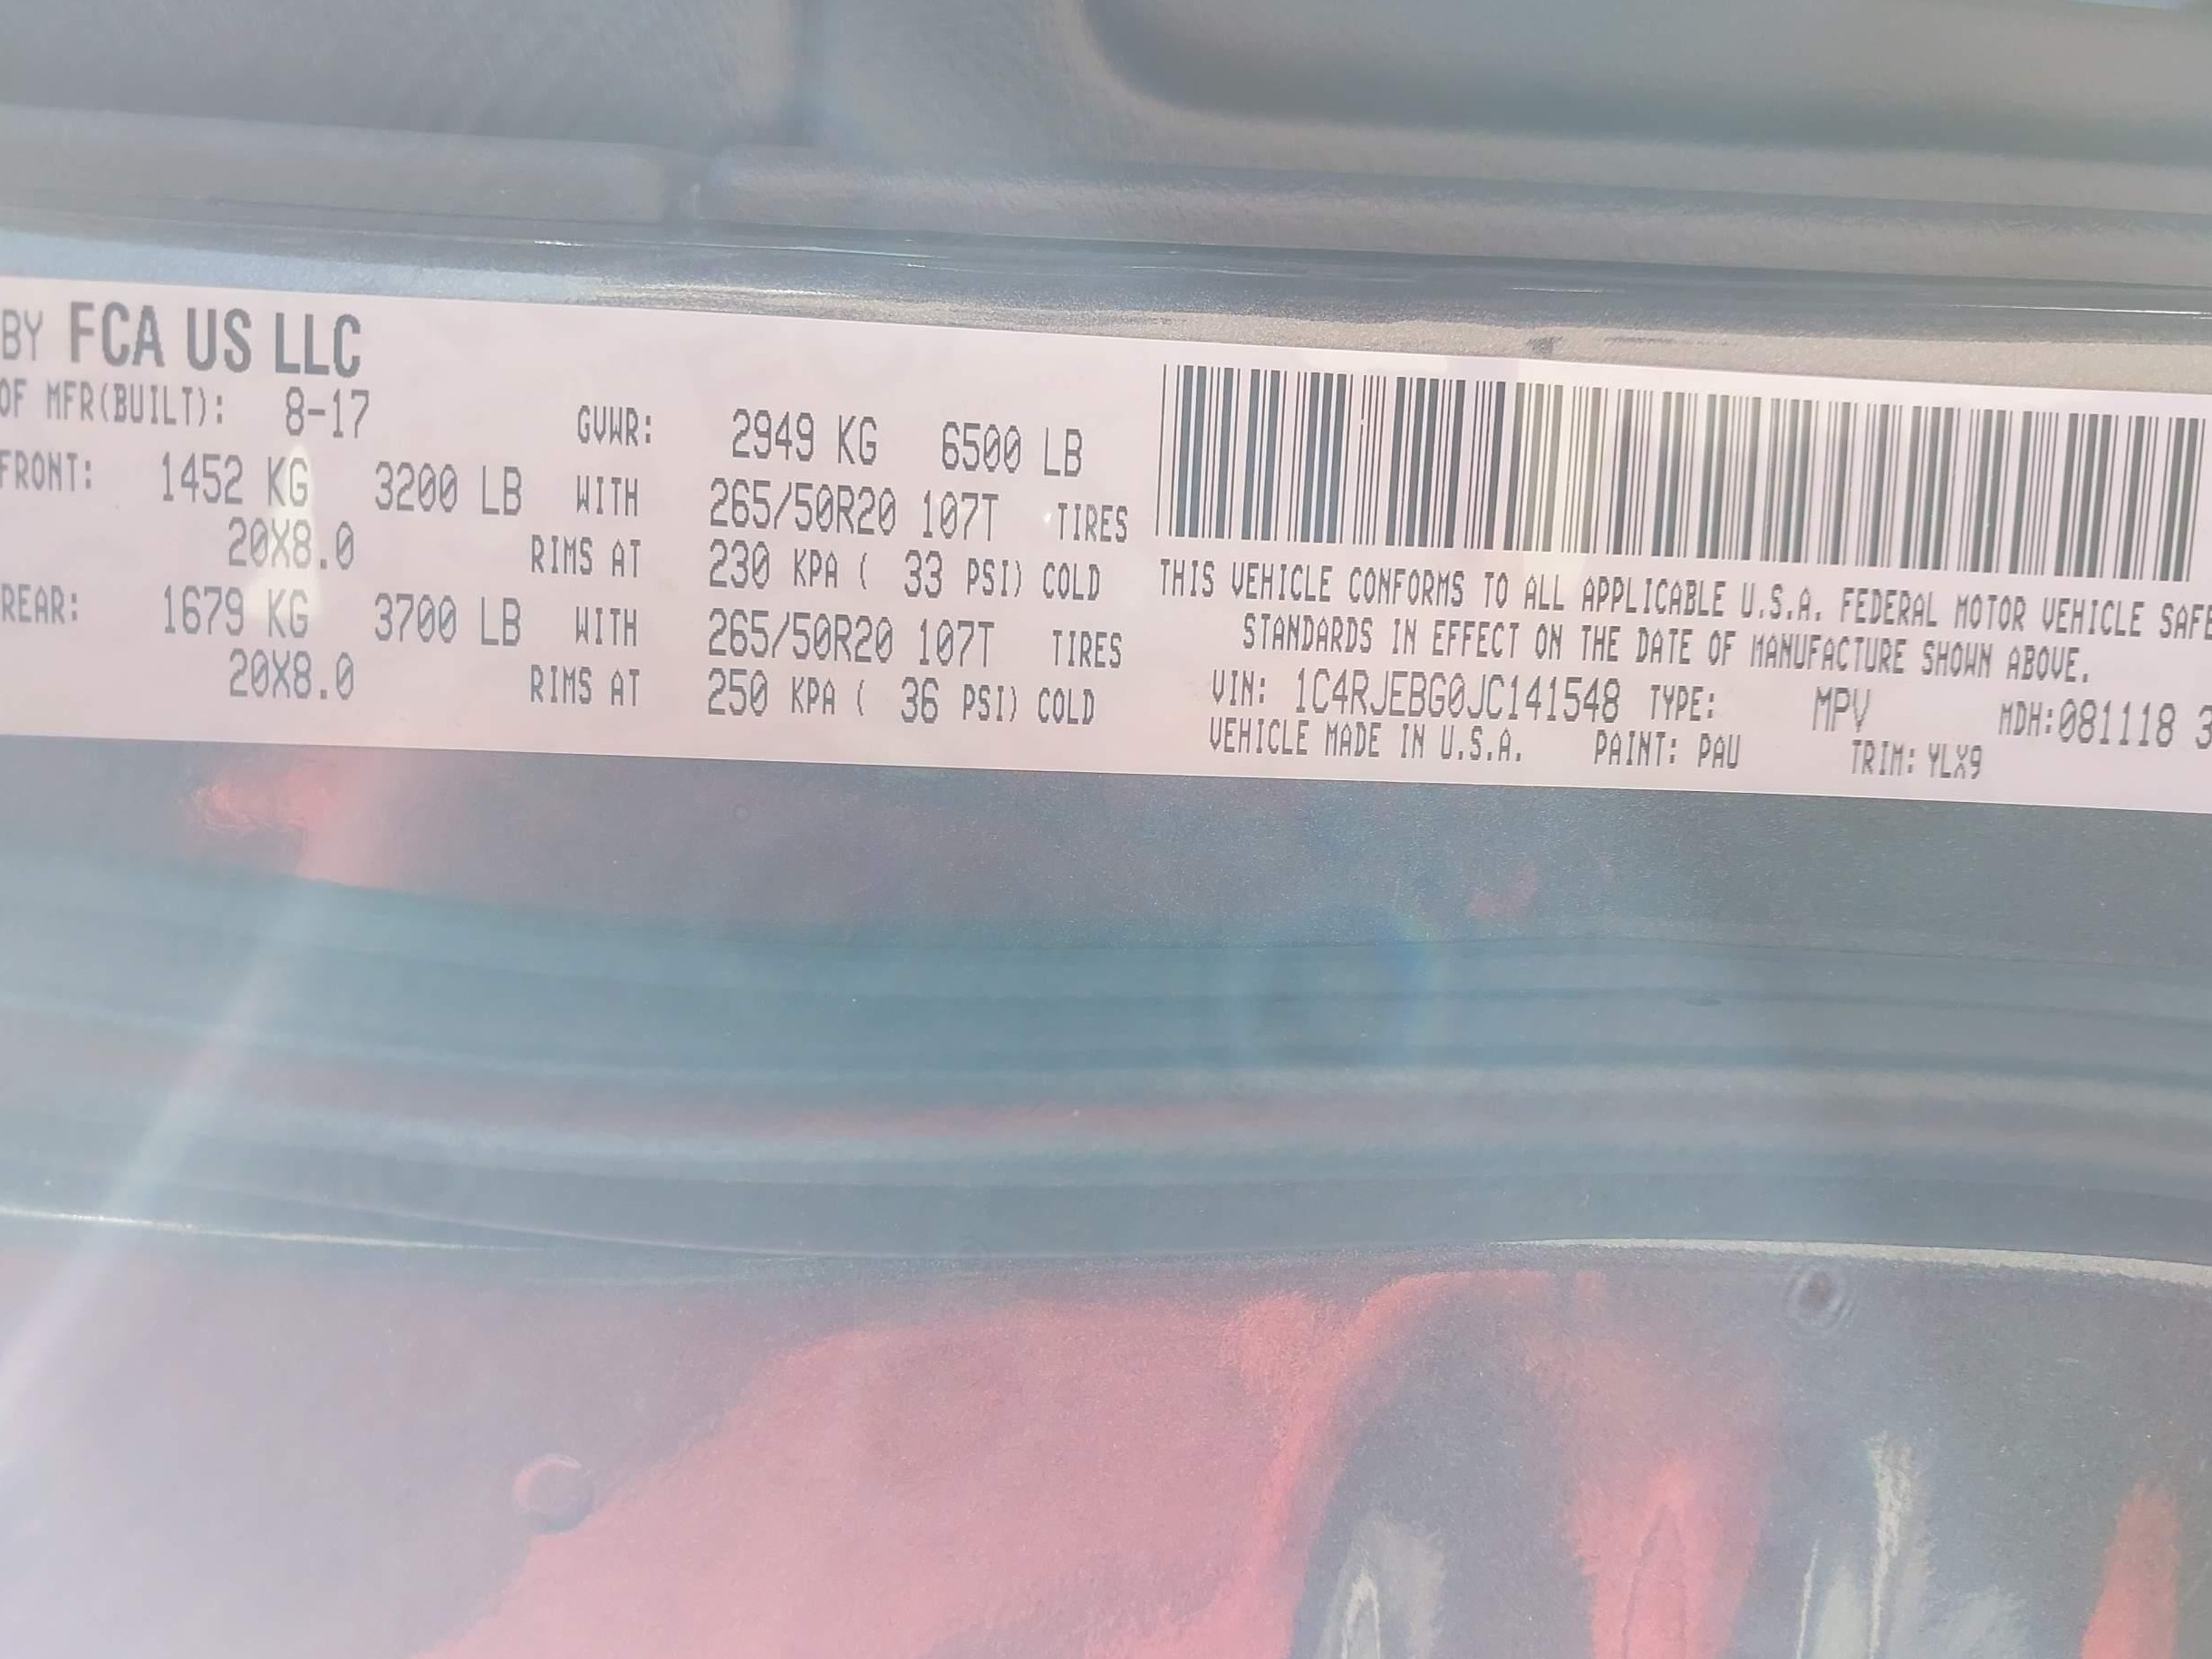 BY FCA US LLC
OF MFR(BUILT): 8-17 GVWR: 2949 KG 6500 LB
FRONT: 1452 KG 3200 LB WITH 265/50R20 107T TIRES
20X8.0 RIMS AT 230 KPA ( 33 PSI) COLD
REAR: 1679 KG 3700 LB WITH 265/50R20 107T TIRES
20X8.0 RIMS AT 250 KPA ( 36 PSI) COLD
THIS VEHICLE CONFORMS TO ALL APPLICABLE U.S.A. FEDERAL MOTOR VEHICLE SAFE
STANDARDS IN EFFECT ON THE DATE OF MANUFACTURE SHOWN ABOVE.
VIN: 1C4RJEBG0JC141548 TYPE: MPV MDH:081118 3
VEHICLE MADE IN U.S.A. PAINT: PAU TRIM: YLX9